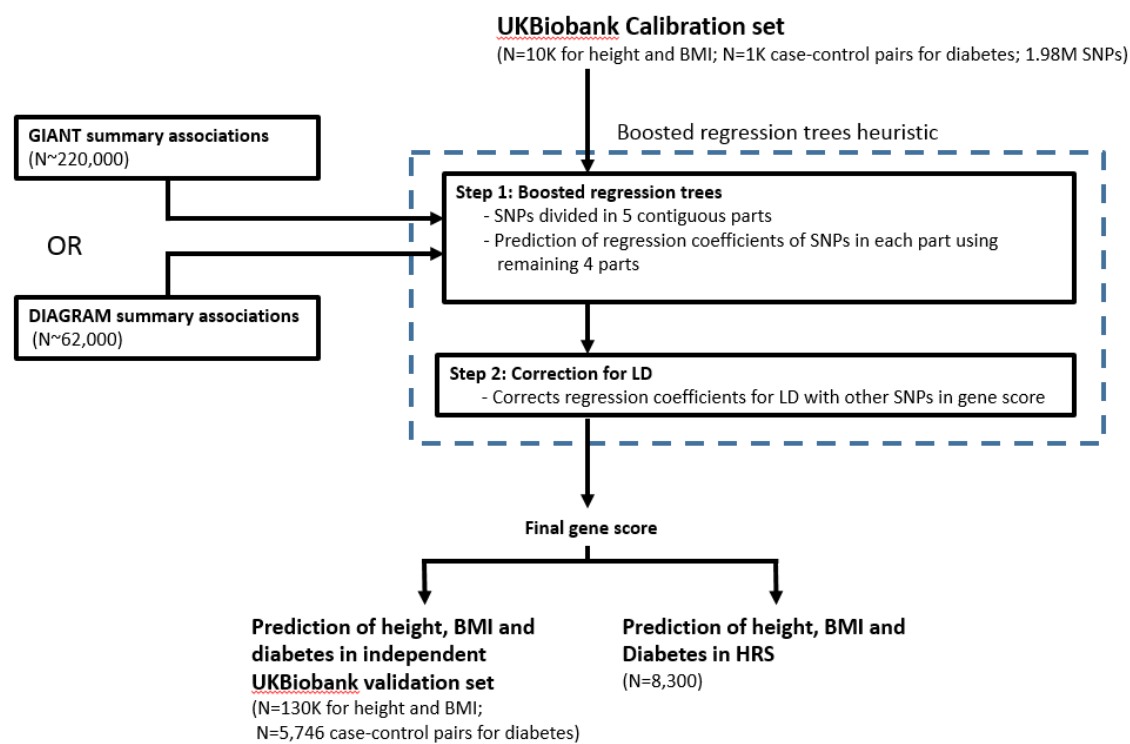 UKBiobank Calibration set
(N=10K for height and BMI; N=1K case-control pairs for diabetes; 1.98M SNPs)
Boosted regression trees heuristic
GIANT summary associations
(N~220,000)
OR
DIAGRAM summary associations
(N~62,000)
Step 1: Boosted regression trees
- SNPs divided in 5 contiguous parts
- Prediction of regression coefficients of SNPs in each part using
remaining 4 parts
Step 2: Correction for LD
- Corrects regression coefficients for LD with other SNPs in gene score
Final gene score
Prediction of height, BMI and
diabetes in independent
UKBiobank validation set
(N=130K for height and BMI;
N=5,746 case-control pairs for diabetes)
Prediction of height, BMI and
Diabetes in HRS
(N=8,300)